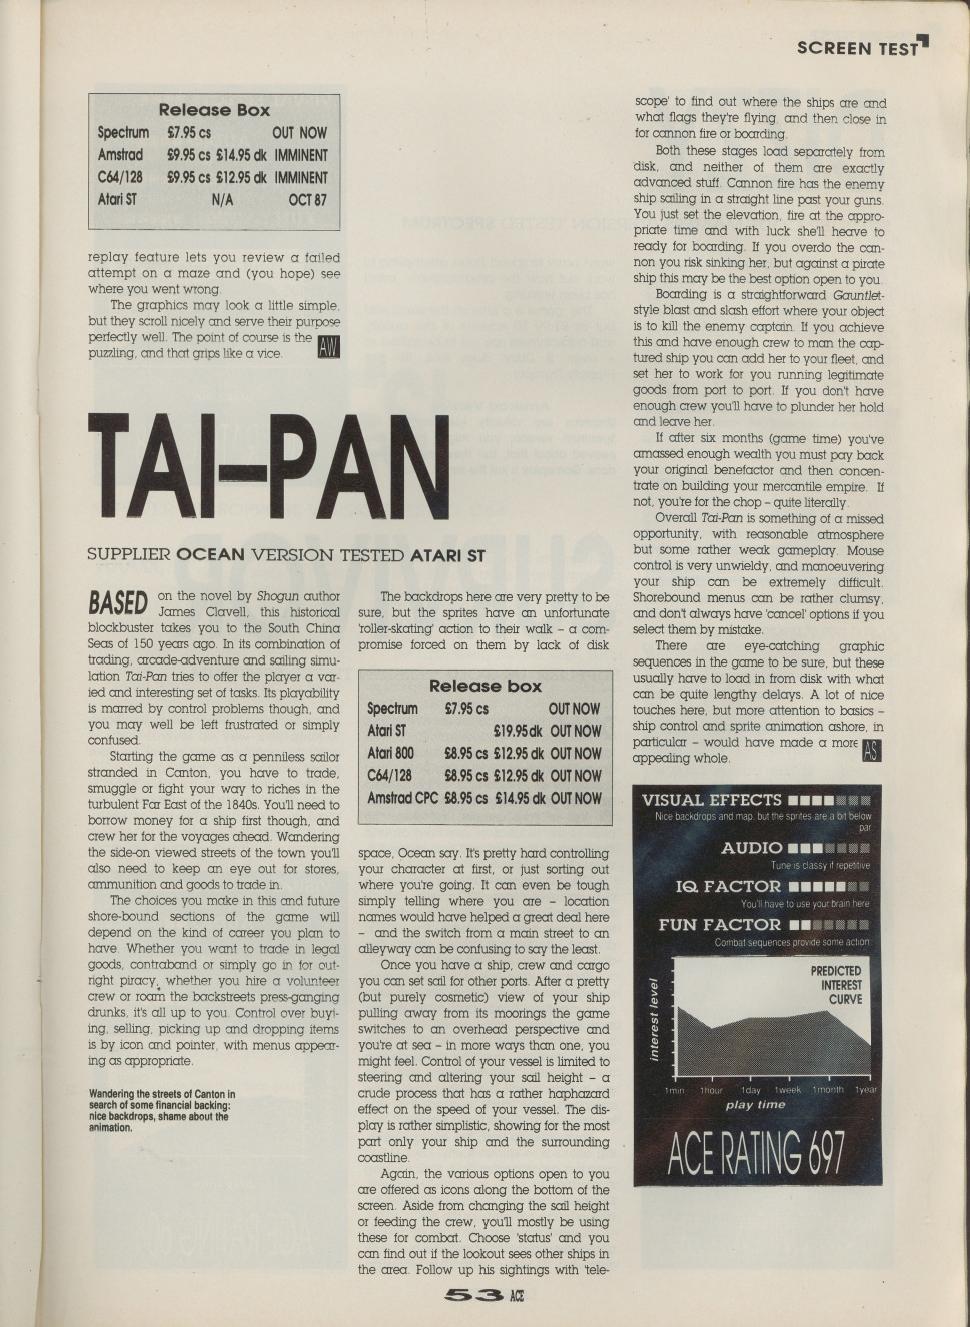 SCREEN TEST
Release Box
Spectrum £7.95 cs OUT NOW
Amstrad £9.95 cs £14.95 dk IMMINENT
C64/128 £9.95 cs £12.95 dk IMMINENT
Atari ST N/A OCT 87
replay feature lets you review a failed
attempt on a maze and (you hope) see
where you went wrong.
The graphics may look a little simple,
but they scroll nicely and serve their purpose
perfectly well. The point of course is the
puzzling, and that grips like a vice. AW
TAI-PAN
SUPPLIER OCEAN VERSION TESTED ATARI ST
BASED on the novel by Shogun author
James Clavell, this historical
blockbuster takes you to the South China
Seas of 150 years ago. In its combination of
trading, arcade-adventure and sailing simu-
lation Tai-Pan tries to offer the player a var-
ied and interesting set of tasks. Its playability
is marred by control problems though, and
you may well be left frustrated or simply
confused.
Starting the game as a penniless sailor
stranded in Canton, you have to trade,
smuggle or fight your way to riches in the
turbulent Far East of the 1840s. You'll need to
borrow money for a ship first though, and
crew her for the voyages ahead. Wandering
the side-on viewed streets of the town you'll
also need to keep an eye out for stores,
ammunition and goods to trade in.
The choices you make in this and future
shore-bound sections of the game will
depend on the kind of career you plan to
have. Whether you want to trade in legal
goods, contraband or simply go in for out-
right piracy, whether you hire a volunteer
crew or roam the backstreets press-ganging
drunks, it's all up to you. Control over buyi-
ing, selling, picking up and dropping items
is by icon and pointer, with menus appear-
ing as appropriate.
Wandering the streets of Canton in
search of some financial backing:
nice backdrops, shame about the
animation.
The backdrops here are very pretty to be
sure, but the sprites have an unfortunate
'roller-skating' action to their walk – a com-
promise forced on them by lack of disk
Release box
Spectrum £7.95 cs OUT NOW
Atari ST £19.95dk OUT NOW
Atari 800 £8.95 cs £12.95 dk OUT NOW
C64/128 £8.95 cs £12.95 dk OUT NOW
Amstrad CPC £8.95 cs £14.95 dk OUT NOW
space, Ocean say. It's pretty hard controlling
your character at first, or just sorting out
where you're going. It can even be tough
simply telling where you are – location
names would have helped a great deal here
– and the switch from a main street to an
alleyway can be confusing to say the least.
Once you have a ship, crew and cargo
you can set sail for other ports. After a pretty
(but purely cosmetic) view of your ship
pulling away from its moorings the game
switches to an overhead perspective and
you're at sea – in more ways than one, you
might feel. Control of your vessel is limited to
steering and altering your sail height – a
crude process that has a rather haphazard
effect on the speed of your vessel. The dis-
play is rather simplistic, showing for the most
part only your ship and the surrounding
coastline.
Again, the various options open to you
are offered as icons along the bottom of the
screen. Aside from changing the sail height
or feeding the crew, you'll mostly be using
these for combat. Choose 'status' and you
can find out if the lookout sees other ships in
the area. Follow up his sightings with 'tele-
scope' to find out where the ships are and
what flags they're flying, and then close in
for cannon fire or boarding.
Both these stages load separately from
disk, and neither of them are exactly
advanced stuff. Cannon fire has the enemy
ship sailing in a straight line past your guns.
You just set the elevation, fire at the appro-
priate time and with luck she'll heave to
ready for boarding. If you overdo the can-
non you risk sinking her, but against a pirate
ship this may be the best option open to you.
Boarding is a straightforward Gauntlet-
style blast and slash effort where your object
is to kill the enemy captain. If you achieve
this and have enough crew to man the cap-
tured ship you can add her to your fleet, and
set her to work for you running legitimate
goods from port to port. If you don't have
enough crew you'll have to plunder her hold
and leave her.
If after six months (game time) you've
amassed enough wealth you must pay back
your original benefactor and then concen-
trate on building your mercantile empire. If
not, you're for the chop – quite literally.
Overall Tai-Pan is something of a missed
opportunity, with reasonable atmosphere
but some rather weak gameplay. Mouse
control is very unwieldy, and manoeuvering
your ship can be extremely difficult.
Shorebound menus can be rather clumsy,
and don't always have 'cancel' options if you
select them by mistake.
There are eye-catching graphic
sequences in the game to be sure, but these
usually have to load in from disk with what
can be quite lengthy delays. A lot of nice
touches here, but more attention to basics –
ship control and sprite animation ashore, in
particular – would have made a more
appealing whole. AS
VISUAL EFFECTS
Nice backdrops and map, but the sprites are a bit below
par
AUDIO
Tune is classy if repetitive
IQ FACTOR
You'll have to use your brain here
FUN FACTOR
Combat sequences provide some action
PREDICTED
INTEREST
CURVE
interest level
1min 1hour 1day 1week 1month 1year
play time
ACE RATING 697
53 ACE